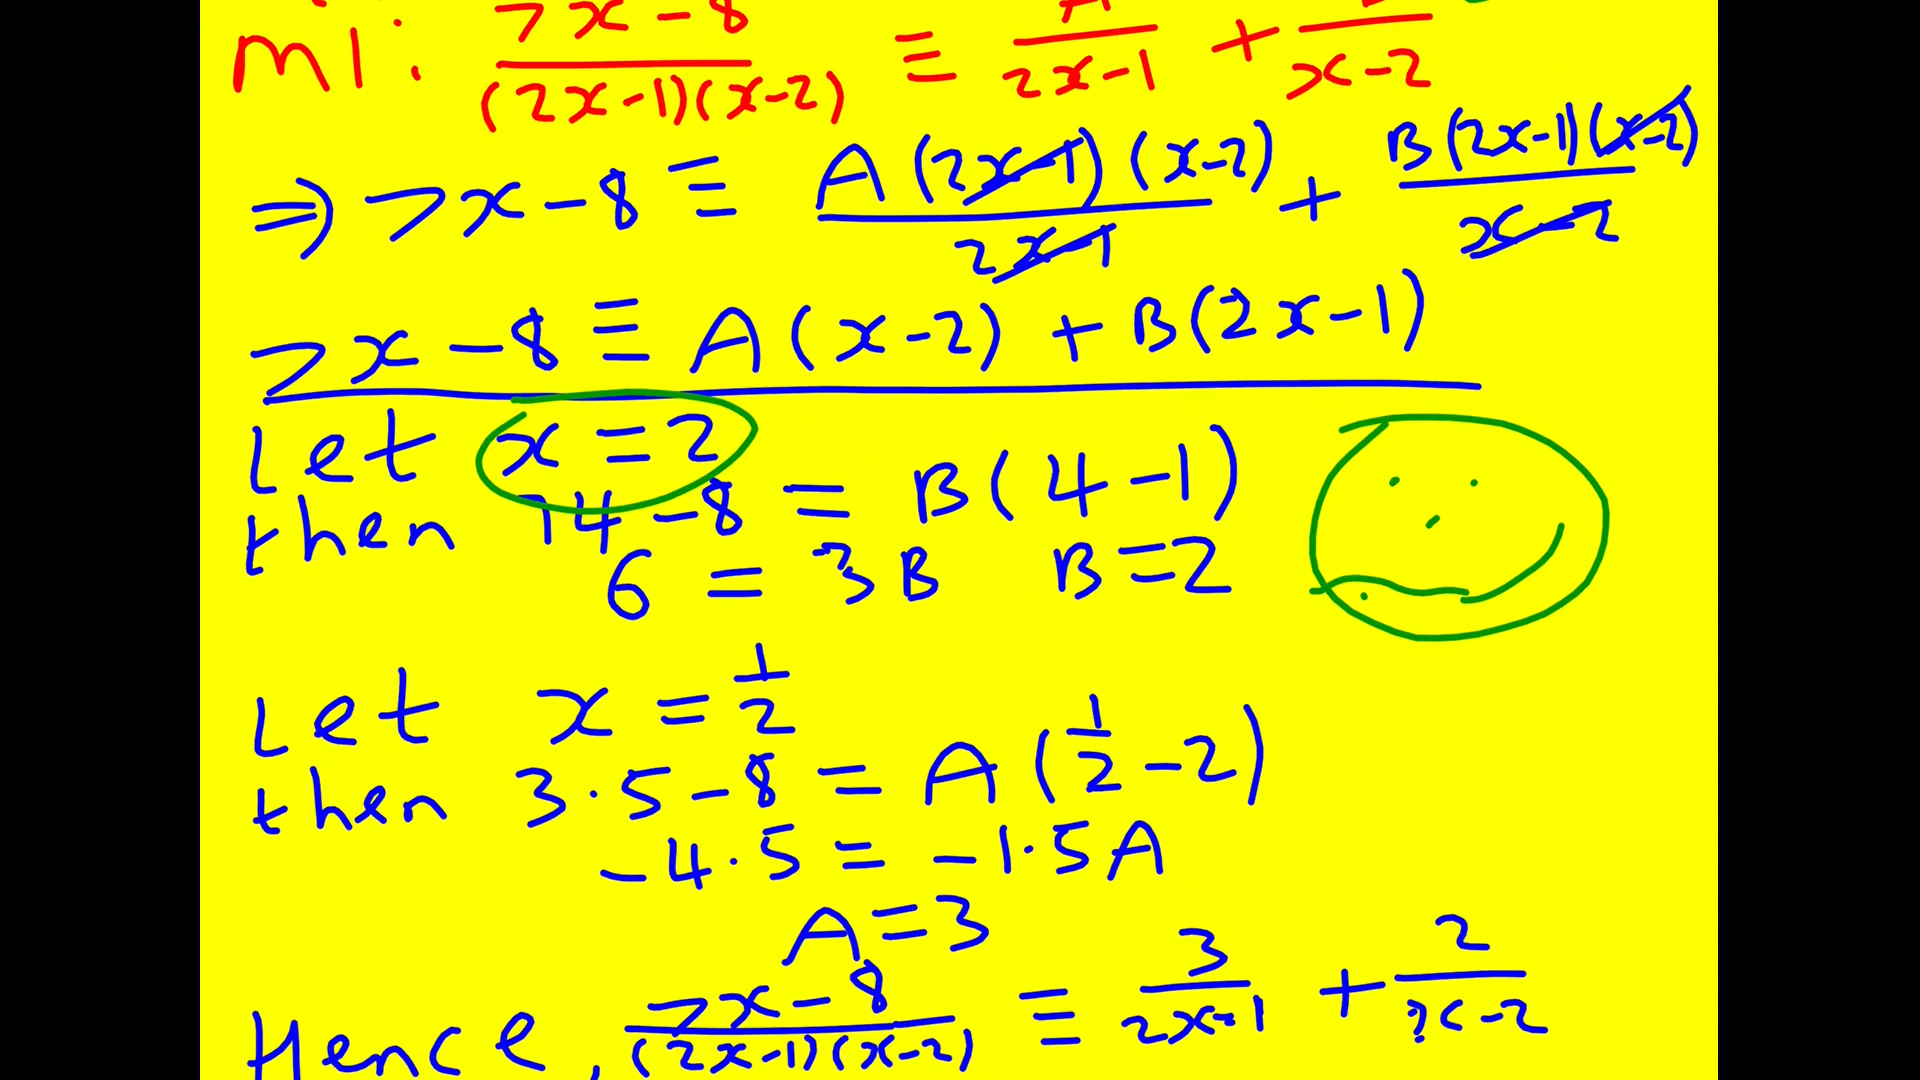 M1: 7x-8/(2x-1)(x-2) ≡ A/2x-1 + B/x-2
⇒ 7x-8 ≡ A(2x-1)(x-2)/2x-1 + B(2x-1)(x-2)/x-2
7x-8 ≡ A(x-2) + B(2x-1)
Let x=2
then 14-8 = B(4-1)
6 = 3B B=2
Let x = 1/2
then 3·5-8 = A(1/2-2)
-4·5 = -1·5A
A=3
Hence, 7x-8/(2x-1)(x-2) ≡ 3/2x-1 + 2/x-2